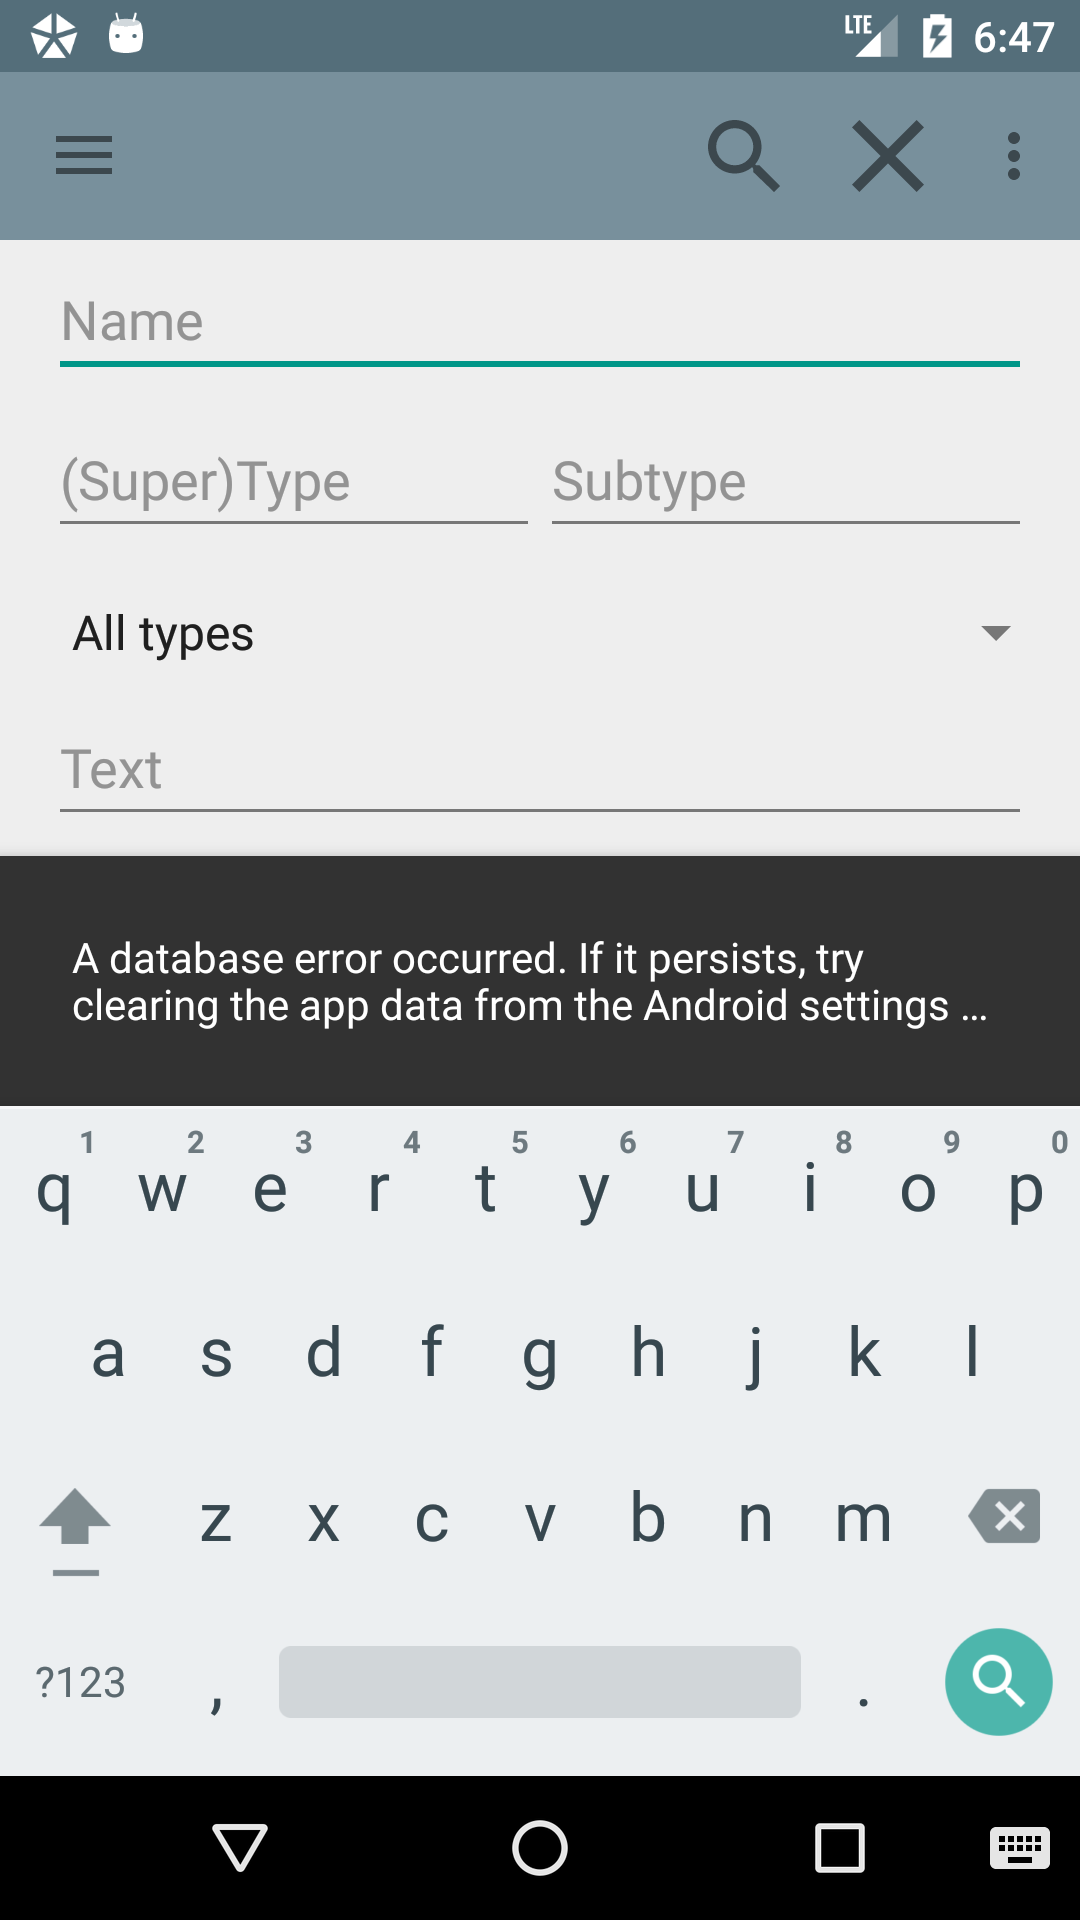 LTE 6:47
Name
(Super)Type Subtype
All types
Text
A database error occurred. If it persists, try
clearing the app data from the Android settings ...
1 2 3 4 5 6 7 8 9 0
q w e r t y u i o p
a s d f g h j k l
z x c v b n m
?123 , .